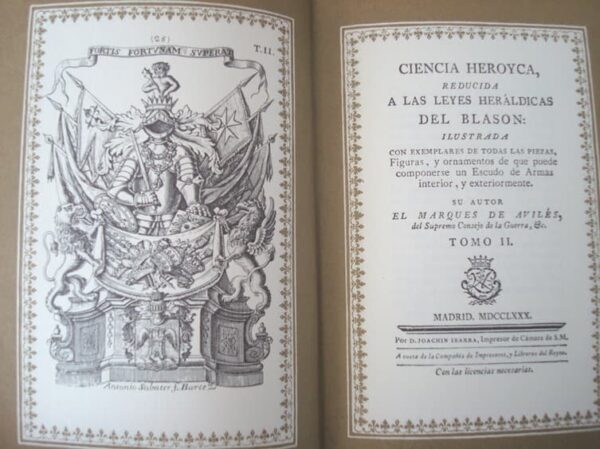 (28)
FORTIS FORTUNAM SUPERAT
T.II.
Antonio Sabater f. Barce
CIENCIA HEROYCA,
REDUCIDA
A LAS LEYES HERÁLDICAS
DEL BLASON:
ILUSTRADA
CON EXEMPLARES DE TODAS LAS PIEZAS,
Figuras, y ornamentos de que puede
componerse un Escudo de Armas
interior, y exteriormente.
SU AUTOR
EL MARQUES DE AVILÉS,
del Supremo Consejo de la Guerra, &c.
TOMO II.
MADRID. MDCCLXXX.
Por D. JOACHIN IBARRA, Impresor de Cámara de S.M.
A costa de la Compañía de Impresores, y Libreros del Reyno.
Con las licencias necesarias.